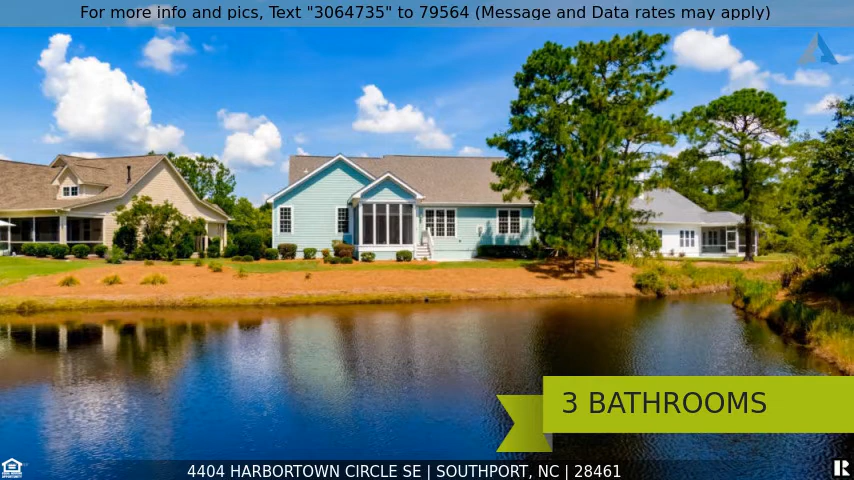 For more info and pics, Text "3064735" to 79564 (Message and Data rates may apply)
3 BATHROOMS
4404 HARBORTOWN CIRCLE SE | SOUTHPORT, NC | 28461